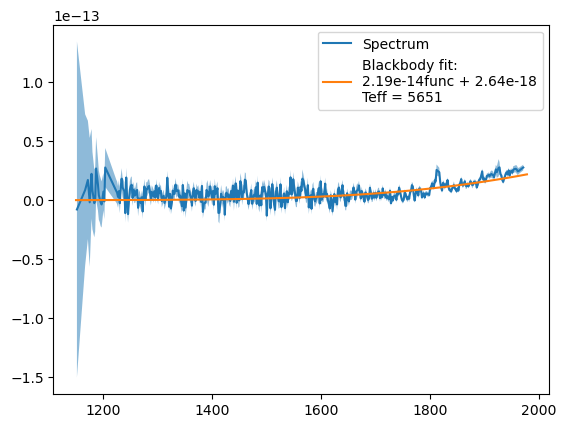 1e−13
Spectrum
Blackbody fit:
2.19e-14func + 2.64e-18
Teff = 5651
1.0
0.5
0.0
−0.5
−1.0
−1.5
1200
1400
1600
1800
2000